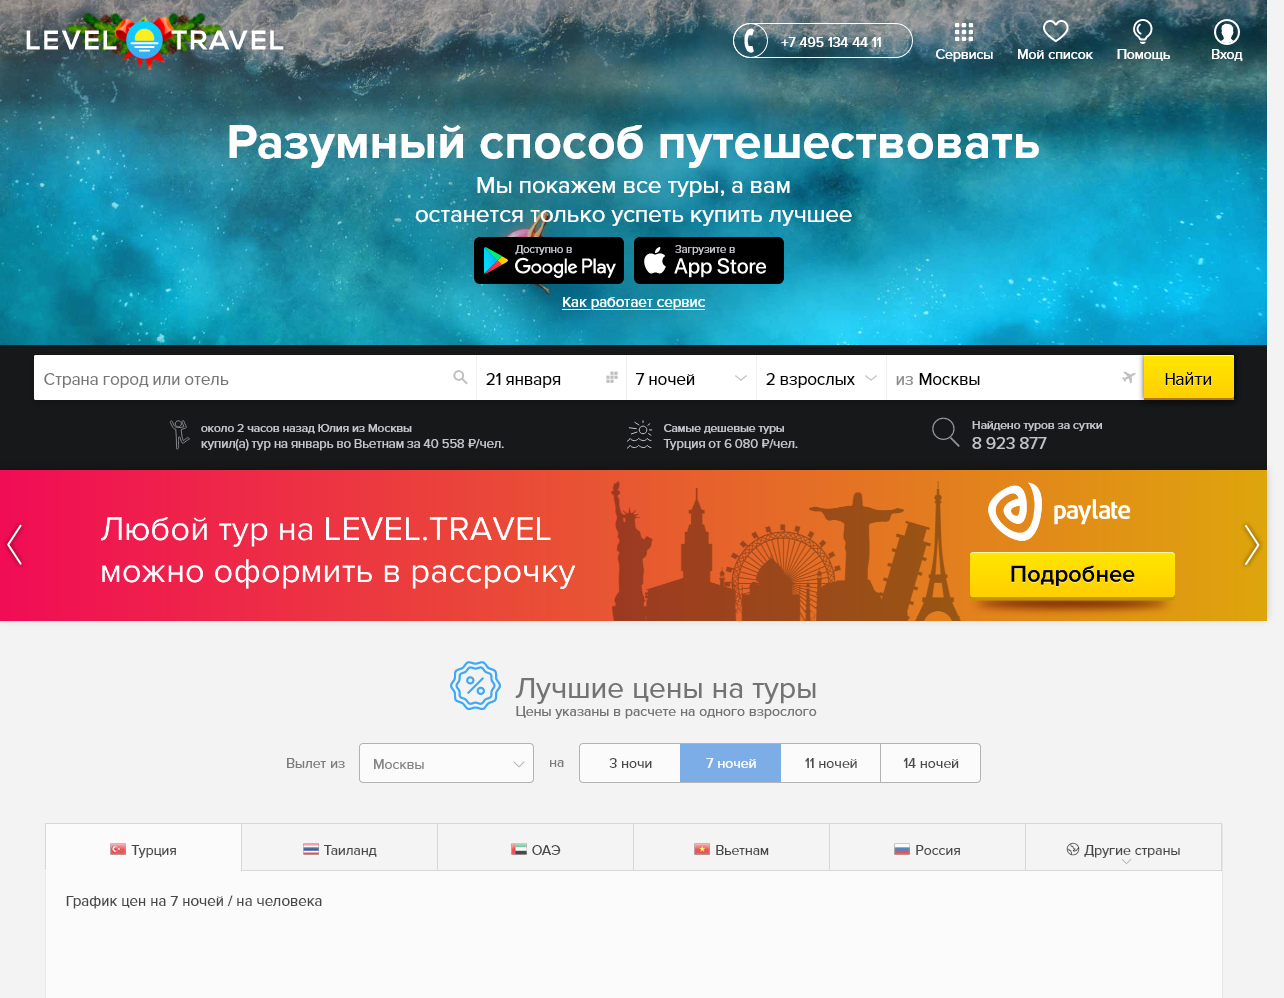 LEVEL TRAVEL
+7 495 134 44 11
Сервисы
Мой список
Помощь
Вход
Разумный способ путешествовать
Мы покажем все туры, а вам
останется только успеть купить лучшее
Доступно в
Google Play
Загрузите в
App Store
Как работает сервис
Страна город или отель
21 января
7 ночей
2 взрослых
из Москвы
Найти
около 2 часов назад Юлия из Москвы
купил(а) тур на январь во Вьетнам за 40 558 ₽/чел.
Самые дешевые туры
Турция от 6 080 ₽/чел.
Найдено туров за сутки
8 923 877
Любой тур на LEVEL.TRAVEL
можно оформить в рассрочку
paylate
Подробнее
Лучшие цены на туры
Цены указаны в расчете на одного взрослого
Вылет из
Москвы
на
3 ночи
7 ночей
11 ночей
14 ночей
Турция
Таиланд
ОАЭ
Вьетнам
Россия
Другие страны
График цен на 7 ночей / на человека